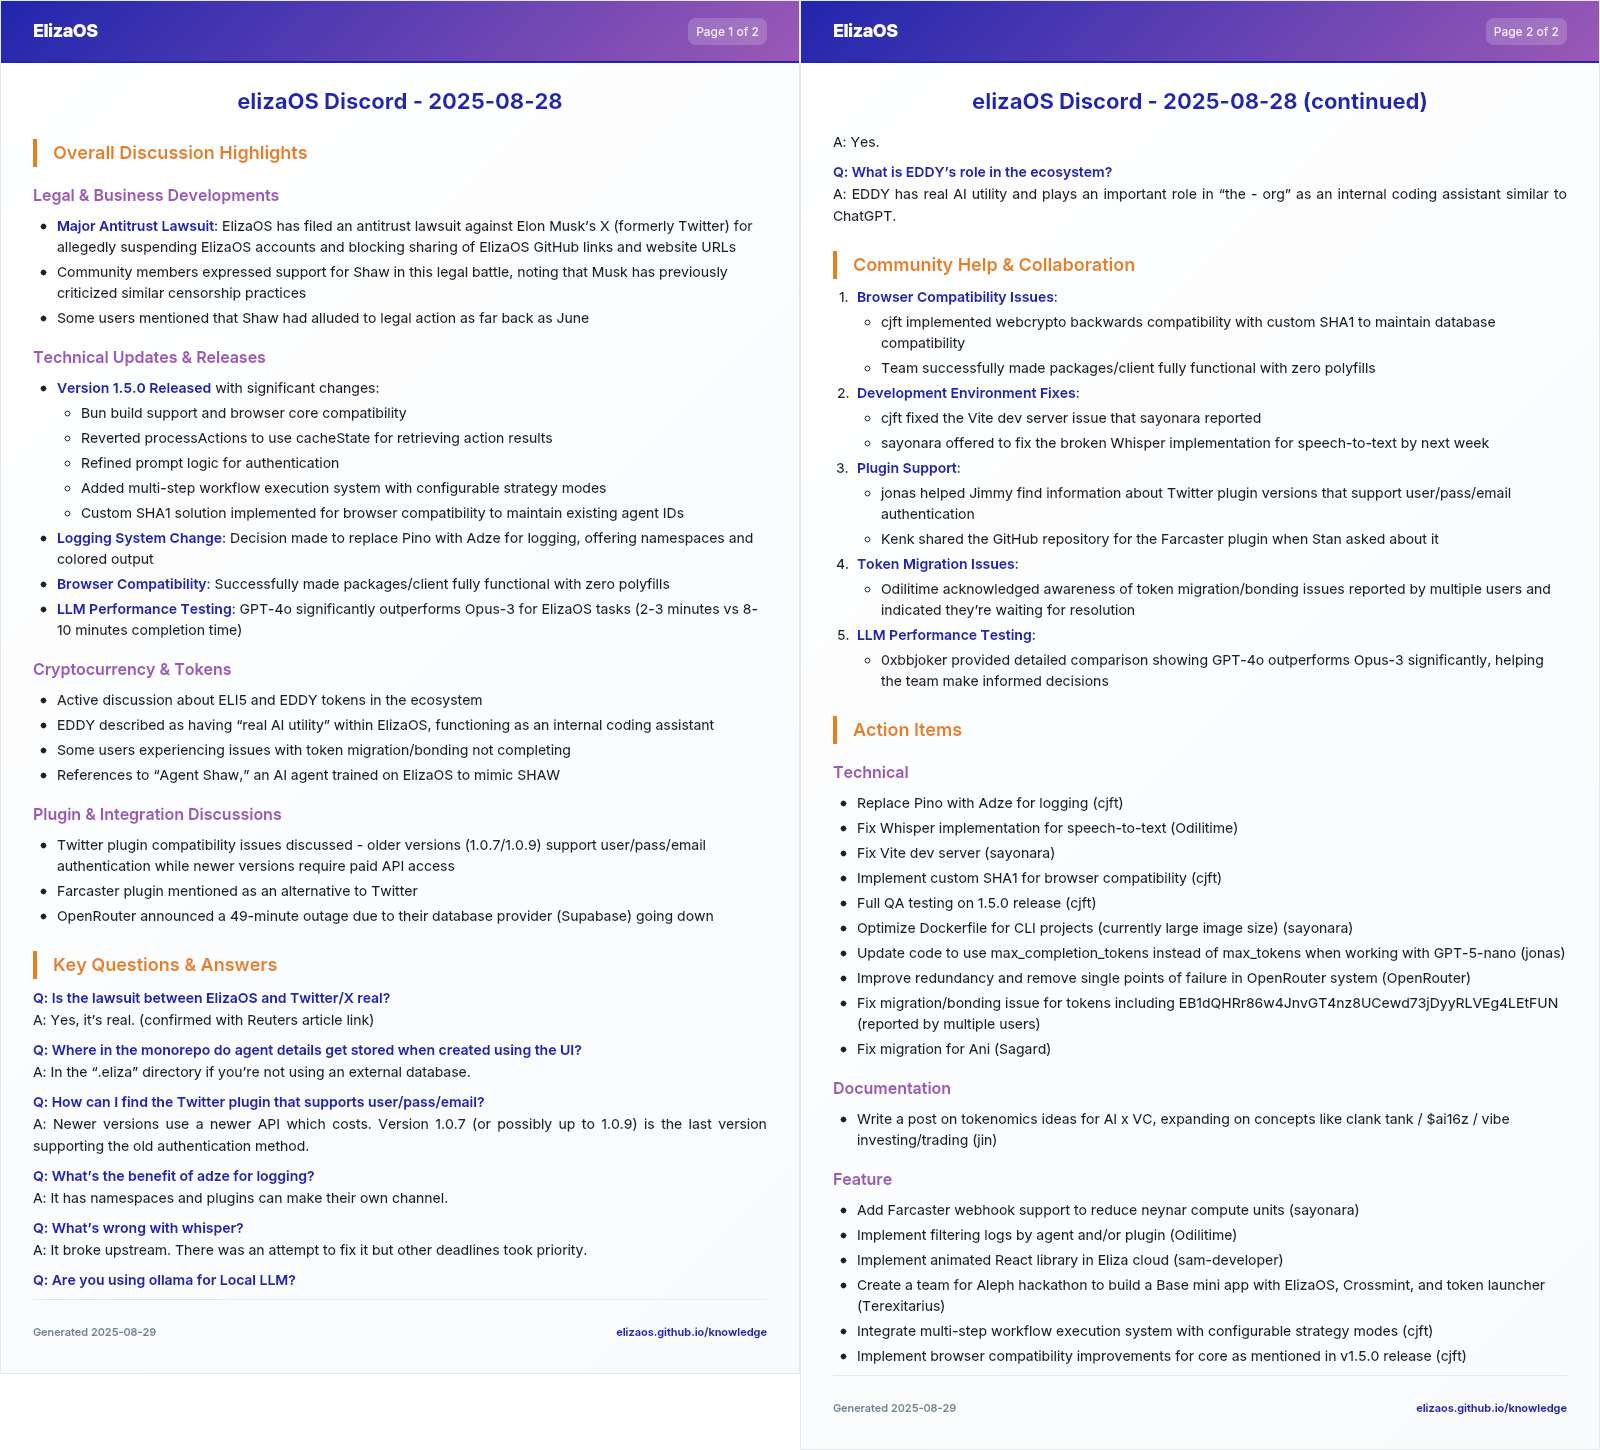 ElizaOS
Page 1 of 2
elizaOS Discord - 2025-08-28
Overall Discussion Highlights
Legal & Business Developments
• Major Antitrust Lawsuit: ElizaOS has filed an antitrust lawsuit against Elon Musk’s X (formerly Twitter) for
allegedly suspending ElizaOS accounts and blocking sharing of ElizaOS GitHub links and website URLs
• Community members expressed support for Shaw in this legal battle, noting that Musk has previously
criticized similar censorship practices
• Some users mentioned that Shaw had alluded to legal action as far back as June
Technical Updates & Releases
• Version 1.5.0 Released with significant changes:
◦ Bun build support and browser core compatibility
◦ Reverted processActions to use cacheState for retrieving action results
◦ Refined prompt logic for authentication
◦ Added multi-step workflow execution system with configurable strategy modes
◦ Custom SHA1 solution implemented for browser compatibility to maintain existing agent IDs
• Logging System Change: Decision made to replace Pino with Adze for logging, offering namespaces and
colored output
• Browser Compatibility: Successfully made packages/client fully functional with zero polyfills
• LLM Performance Testing: GPT-4o significantly outperforms Opus-3 for ElizaOS tasks (2-3 minutes vs 8-
10 minutes completion time)
Cryptocurrency & Tokens
• Active discussion about ELI5 and EDDY tokens in the ecosystem
• EDDY described as having “real AI utility” within ElizaOS, functioning as an internal coding assistant
• Some users experiencing issues with token migration/bonding not completing
• References to “Agent Shaw,” an AI agent trained on ElizaOS to mimic SHAW
Plugin & Integration Discussions
• Twitter plugin compatibility issues discussed - older versions (1.0.7/1.0.9) support user/pass/email
authentication while newer versions require paid API access
• Farcaster plugin mentioned as an alternative to Twitter
• OpenRouter announced a 49-minute outage due to their database provider (Supabase) going down
Key Questions & Answers
Q: Is the lawsuit between ElizaOS and Twitter/X real?
A: Yes, it’s real. (confirmed with Reuters article link)
Q: Where in the monorepo do agent details get stored when created using the UI?
A: In the “.eliza” directory if you’re not using an external database.
Q: How can I find the Twitter plugin that supports user/pass/email?
A: Newer versions use a newer API which costs. Version 1.0.7 (or possibly up to 1.0.9) is the last version
supporting the old authentication method.
Q: What’s the benefit of adze for logging?
A: It has namespaces and plugins can make their own channel.
Q: What’s wrong with whisper?
A: It broke upstream. There was an attempt to fix it but other deadlines took priority.
Q: Are you using ollama for Local LLM?
Generated 2025-08-29
elizaos.github.io/knowledge
ElizaOS
Page 2 of 2
elizaOS Discord - 2025-08-28 (continued)
A: Yes.
Q: What is EDDY’s role in the ecosystem?
A: EDDY has real AI utility and plays an important role in “the - org” as an internal coding assistant similar to
ChatGPT.
Community Help & Collaboration
1. Browser Compatibility Issues:
◦ cjft implemented webcrypto backwards compatibility with custom SHA1 to maintain database
compatibility
◦ Team successfully made packages/client fully functional with zero polyfills
2. Development Environment Fixes:
◦ cjft fixed the Vite dev server issue that sayonara reported
◦ sayonara offered to fix the broken Whisper implementation for speech-to-text by next week
3. Plugin Support:
◦ jonas helped Jimmy find information about Twitter plugin versions that support user/pass/email
authentication
◦ Kenk shared the GitHub repository for the Farcaster plugin when Stan asked about it
4. Token Migration Issues:
◦ Odilitime acknowledged awareness of token migration/bonding issues reported by multiple users and
indicated they’re waiting for resolution
5. LLM Performance Testing:
◦ 0xbbjoker provided detailed comparison showing GPT-4o outperforms Opus-3 significantly, helping
the team make informed decisions
Action Items
Technical
• Replace Pino with Adze for logging (cjft)
• Fix Whisper implementation for speech-to-text (Odilitime)
• Fix Vite dev server (sayonara)
• Implement custom SHA1 for browser compatibility (cjft)
• Full QA testing on 1.5.0 release (cjft)
• Optimize Dockerfile for CLI projects (currently large image size) (sayonara)
• Update code to use max_completion_tokens instead of max_tokens when working with GPT-5-nano (jonas)
• Improve redundancy and remove single points of failure in OpenRouter system (OpenRouter)
• Fix migration/bonding issue for tokens including EB1dQHRr86w4JnvGT4nz8UCewd73jDyyRLVEg4LEtFUN
(reported by multiple users)
• Fix migration for Ani (Sagard)
Documentation
• Write a post on tokenomics ideas for AI x VC, expanding on concepts like clank tank / $ai16z / vibe
investing/trading (jin)
Feature
• Add Farcaster webhook support to reduce neynar compute units (sayonara)
• Implement filtering logs by agent and/or plugin (Odilitime)
• Implement animated React library in Eliza cloud (sam-developer)
• Create a team for Aleph hackathon to build a Base mini app with ElizaOS, Crossmint, and token launcher
(Terexitarius)
• Integrate multi-step workflow execution system with configurable strategy modes (cjft)
• Implement browser compatibility improvements for core as mentioned in v1.5.0 release (cjft)
Generated 2025-08-29
elizaos.github.io/knowledge